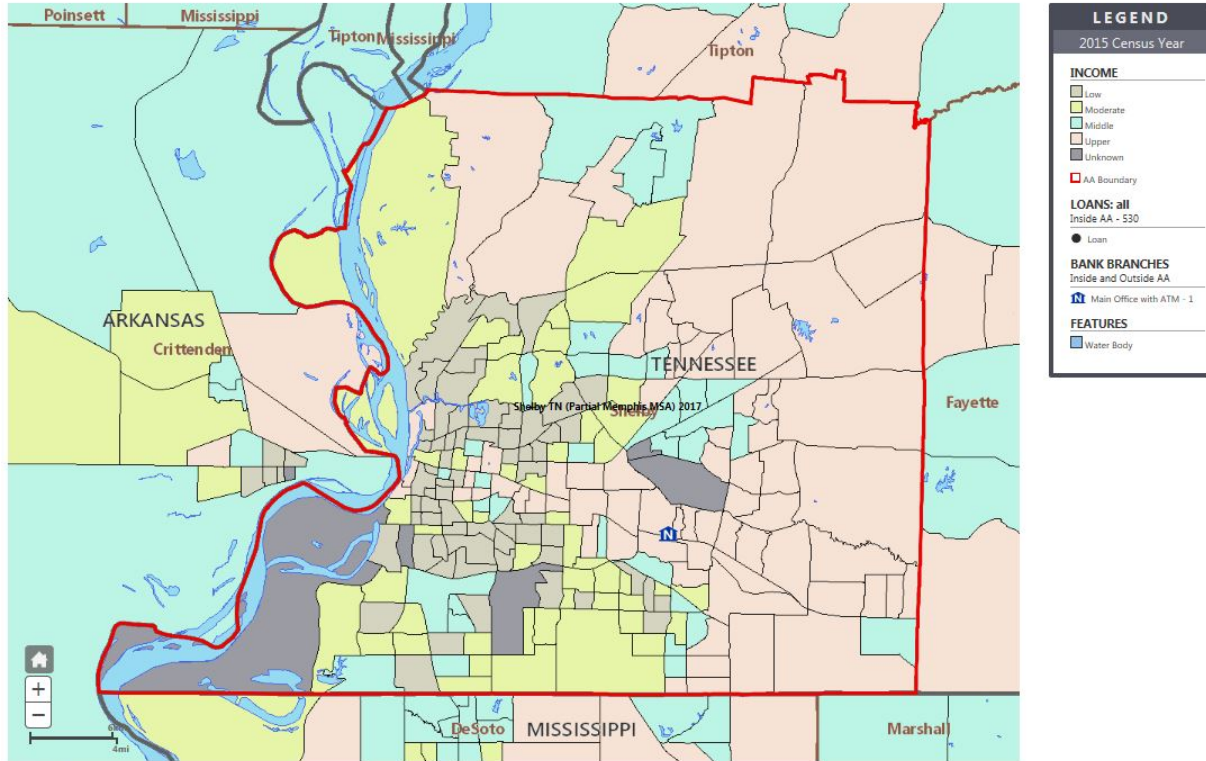 Poinsett
Mississippi
Tipton Mississippi
Tipton
ARKANSAS
Crittenden
TENNESSEE
Shelby TN (Partial Memphis MSA) 2017
Shelby
Fayette
N
+
−
4mi
DeSoto
MISSISSIPPI
Marshall
LEGEND
2015 Census Year
INCOME
Low
Moderate
Middle
Upper
Unknown
AA Boundary
LOANS: all
Inside AA - 530
Loan
BANK BRANCHES
Inside and Outside AA
N Main Office with ATM - 1
FEATURES
Water Body